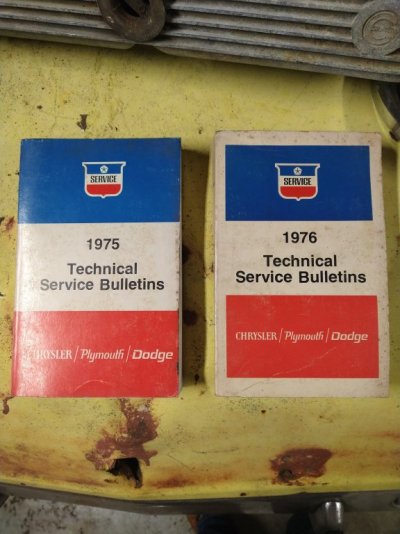 SERVICE
1975
Technical
Service Bulletins
CHRYSLER / Plymouth / Dodge
SERVICE
1976
Technical
Service Bulletins
CHRYSLER / Plymouth / Dodge